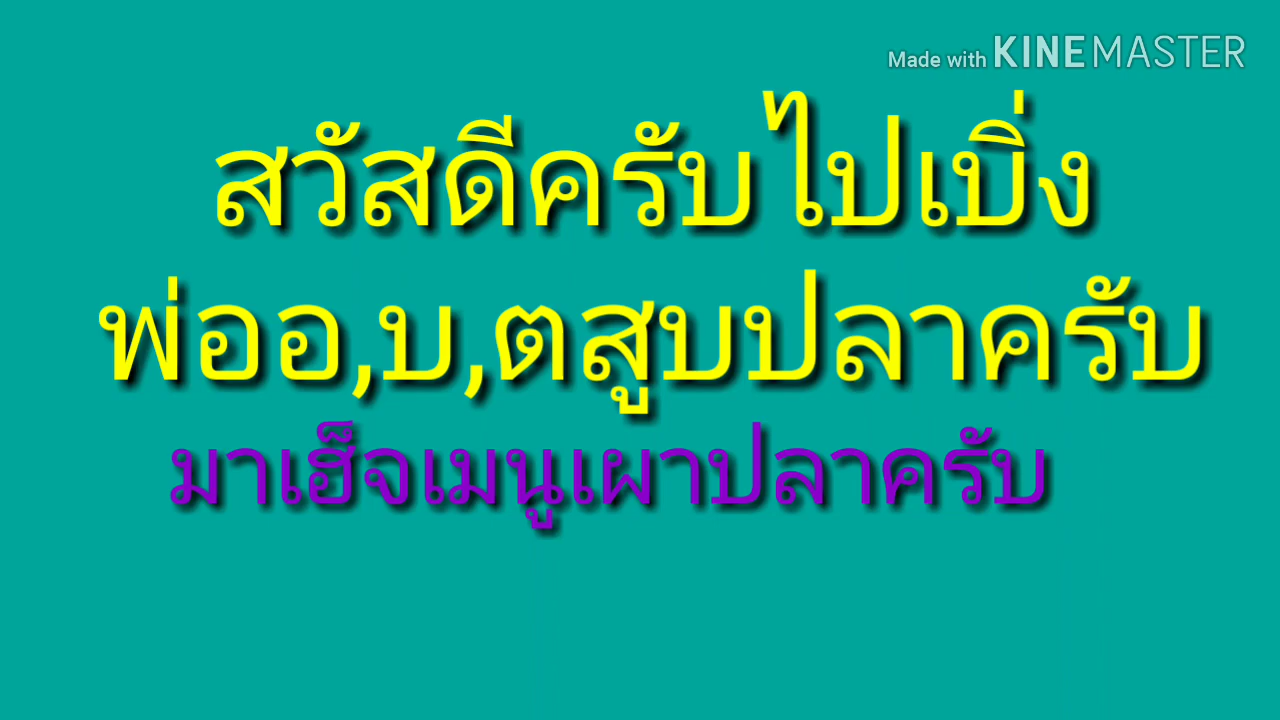 Made with KINEMASTER
สวัสดีครับไปเบิ่ง
พ่ออ,บ,ตสูบปลาครับ
มาเฮ็จเมนูเผาปลาครับ